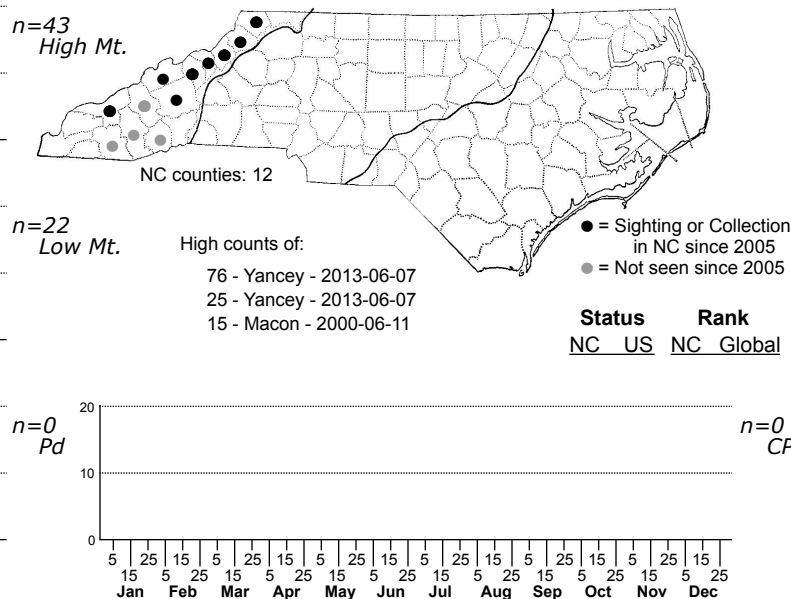 n=43
High Mt.
NC counties: 12
n=22
Low Mt.
High counts of:
76 - Yancey - 2013-06-07
25 - Yancey - 2013-06-07
15 - Macon - 2000-06-11
● = Sighting or Collection
in NC since 2005
● = Not seen since 2005
Status Rank
NC US NC Global
n=0
Pd
n=0
CP
20
10
0
5 25 15 5 25 15 5 25 15 5 25 15 5 25 15 5 25 15
15 5 25 15 5 25 15 5 25 15 5 25 15 5 25 15 5 25
Jan Feb Mar Apr May Jun Jul Aug Sep Oct Nov Dec